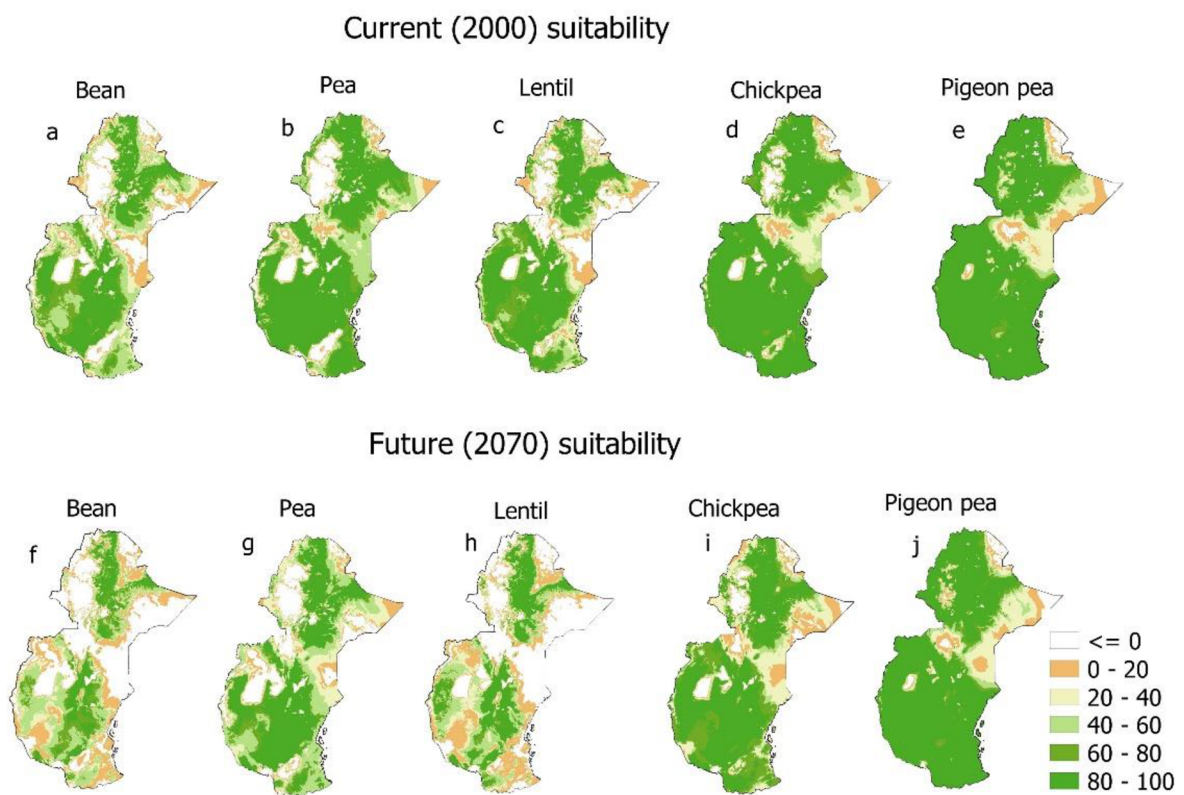 Current (2000) suitability
Bean
Pea
Lentil
Chickpea
Pigeon pea
a
b
c
d
e
Future (2070) suitability
Bean
Pea
Lentil
Chickpea
Pigeon pea
f
g
h
i
j
<= 0
0 - 20
20 - 40
40 - 60
60 - 80
80 - 100